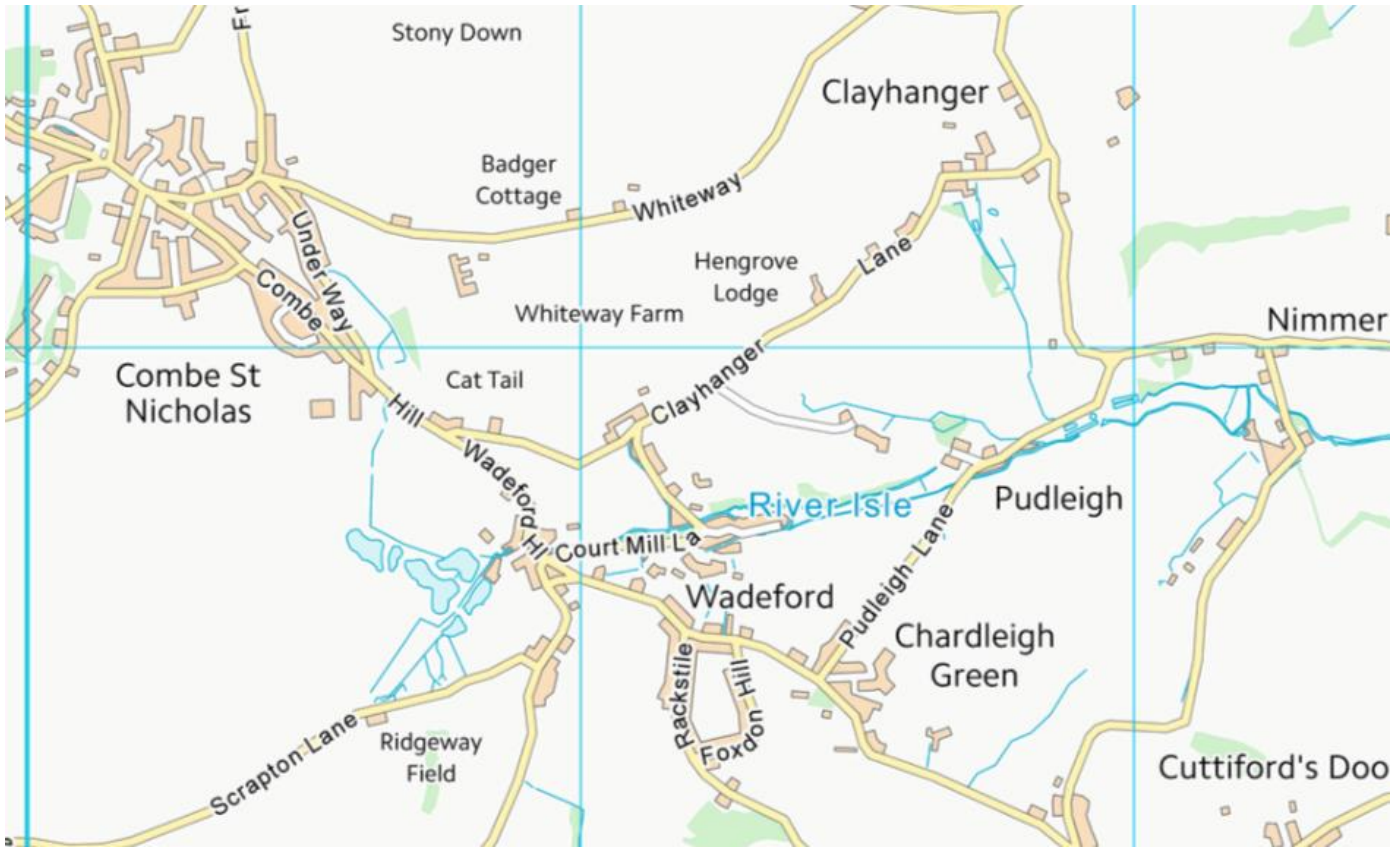 Fr
Stony Down
Clayhanger
Badger
Cottage
Whiteway
Under Way
Combe
Hill
Hengrove
Lodge
Lane
Whiteway Farm
Nimmer
Combe St
Nicholas
Cat Tail
Clayhanger
Wadeford Hl
River Isle
Pudleigh
Court Mill La
Wadeford
Pudleigh Lane
Chardleigh
Green
Rackstile
Foxdon Hill
Scrapton Lane
Ridgeway
Field
Cuttiford's Doo